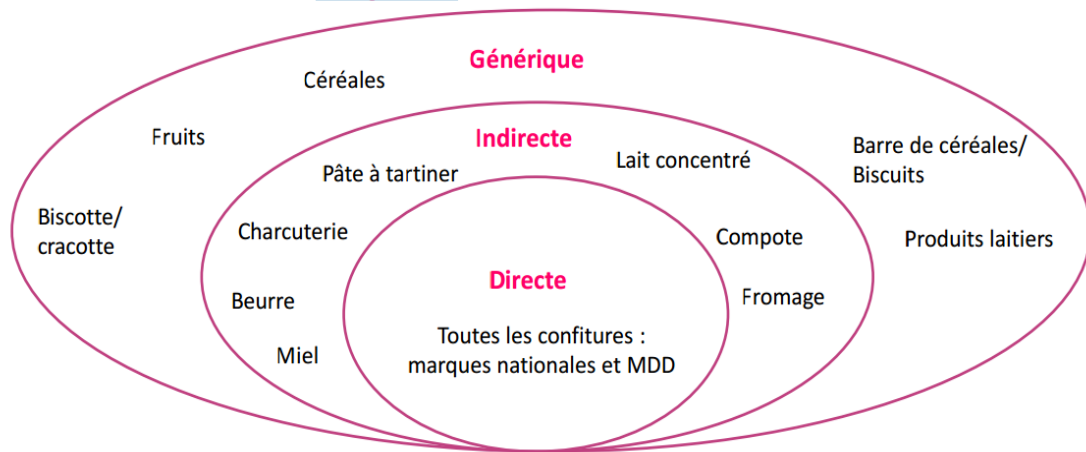 Générique
Céréales
Fruits
Biscotte/
cracotte
Barre de céréales/
Biscuits
Produits laitiers
Indirecte
Pâte à tartiner
Lait concentré
Charcuterie
Compote
Beurre
Fromage
Miel
Directe
Toutes les confitures :
marques nationales et MDD